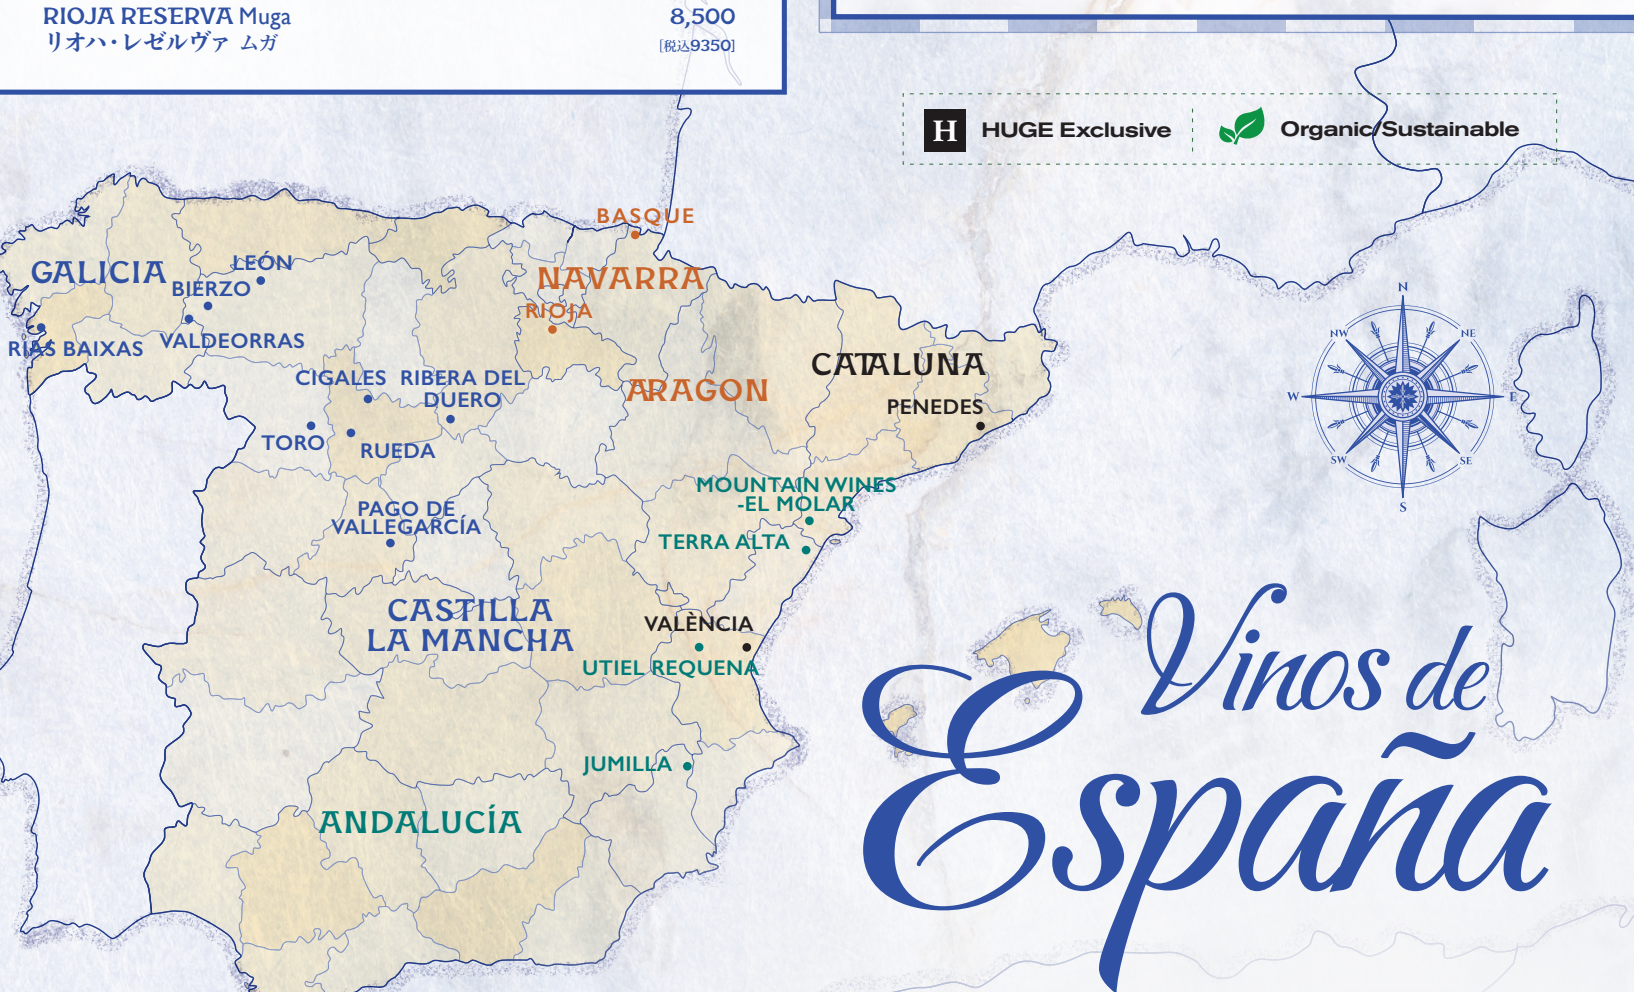 RIOJA RESERVA Muga
8,500
リオハ・レゼルヴァ ムガ
[税込9350]
H HUGE Exclusive
Organic/Sustainable
BASQUE
GALICIA
LEÓN
BIERZO
NAVARRA
RIOJA
RIAS BAIXAS
VALDEORRAS
CATALUNA
PENEDES
ARAGON
CIGALES
RIBERA DEL
DUERO
TORO
RUEDA
MOUNTAIN WINES
-EL MOLAR
PAGO DE
VALLEGARCÍA
TERRA ALTA
CASTILLA
LA MANCHA
VALÈNCIA
UTIEL REQUENA
JUMILLA
ANDALUCÍA
N
NW
NE
W
E
SW
SE
S
Vinos de
España